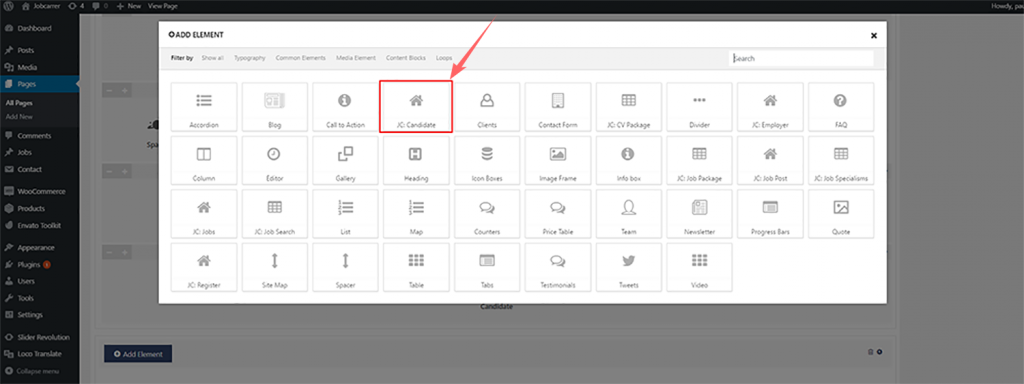 Jobcarrer 4 0 New View Page Howdy,
Dashboard
Posts
Media
Pages
All Pages
Add New
Comments
Jobs
Contact
WooCommerce
Products
Envato Toolkit
Appearance
Plugins
Users
Tools
Settings
Slider Revolution
Loco Translate
Collapse menu
ADD ELEMENT
Filter by Show all Typography Common Elements Media Element Content Blocks Loops Search
Accordion Blog Call to Action JC: Candidate Clients Contact Form JC: CV Package Divider JC: Employer FAQ
Column Editor Gallery Heading Icon Boxes Image Frame Info box JC: Job Package JC: Job Post JC: Job Specialisms
JC: Jobs JC: Job Search List Map Counters Price Table Team Newsletter Progress Bars Quote
JC: Register Site Map Spacer Table Tabs Testimonials Tweets Video
Candidate
Add Element